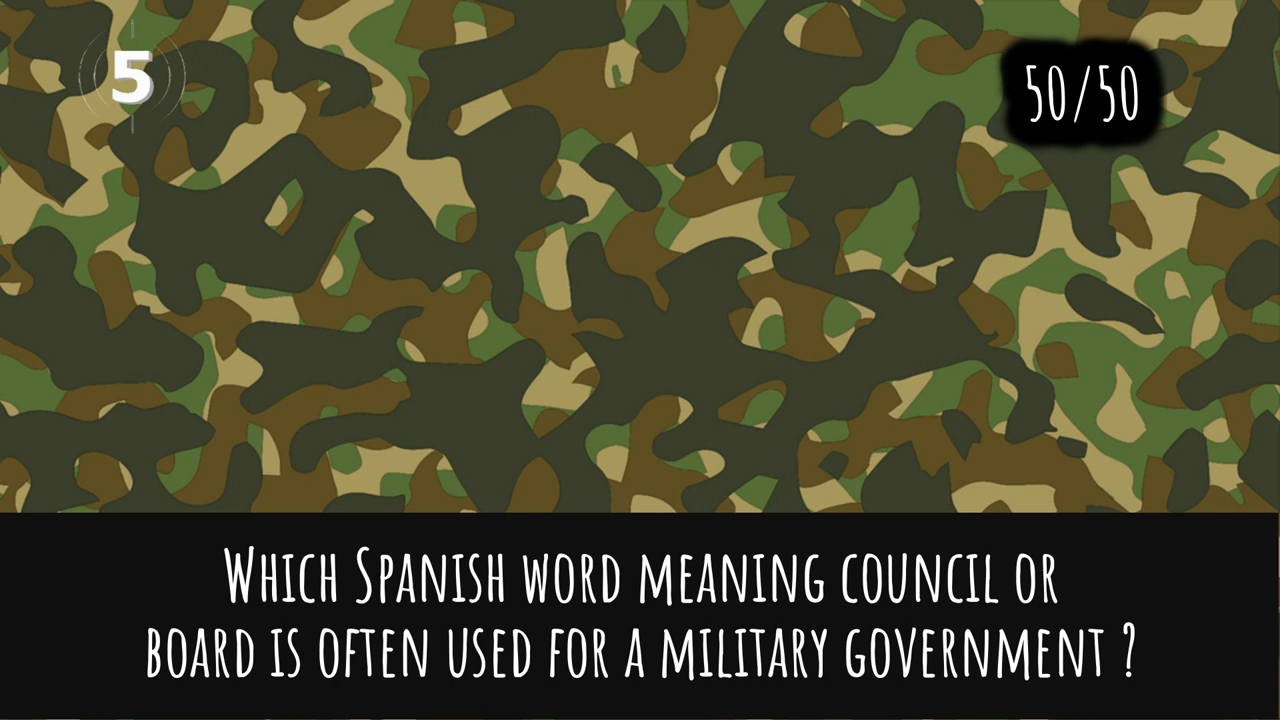 5
50/50
Which Spanish word meaning council or
board is often used for a military government ?